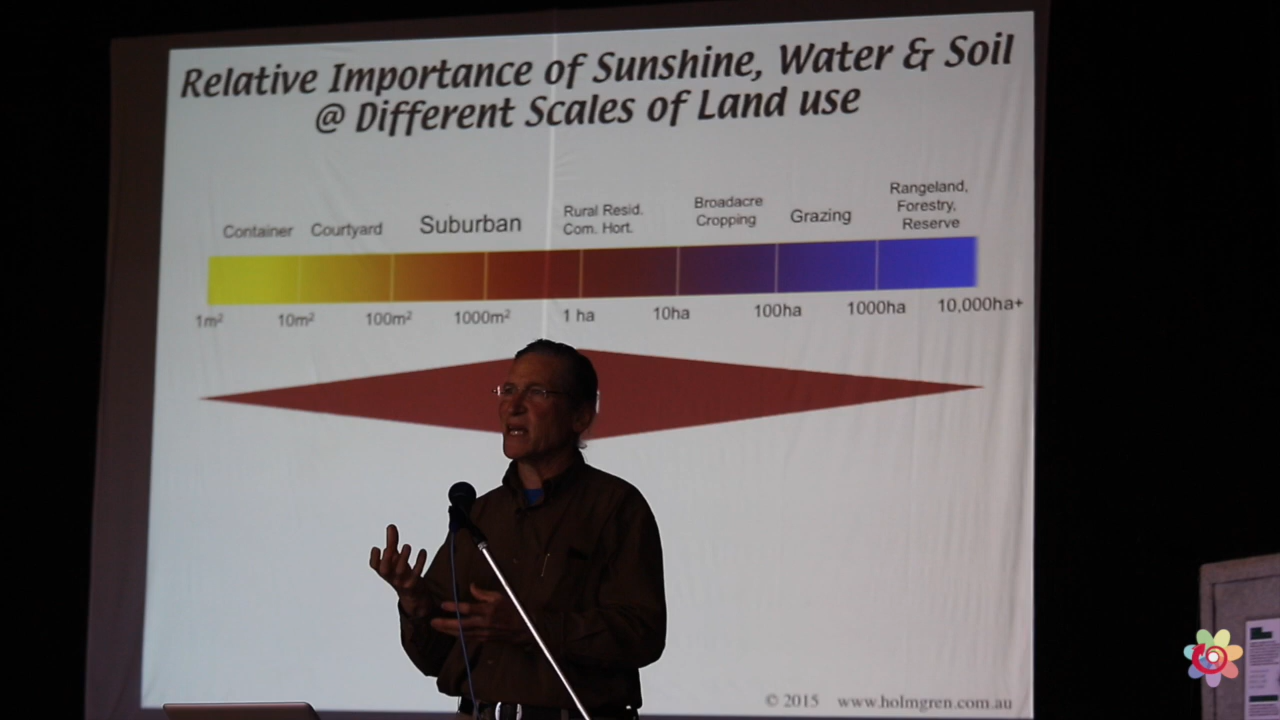 Relative Importance of Sunshine, Water & Soil
@ Different Scales of Land use
Container
Courtyard
Suburban
Rural Resid.
Com. Hort.
Broadacre
Cropping
Grazing
Rangeland,
Forestry,
Reserve
1m²
10m²
100m²
1000m²
1 ha
10ha
100ha
1000ha
10,000ha+
© 2015 www.holmgren.com.au